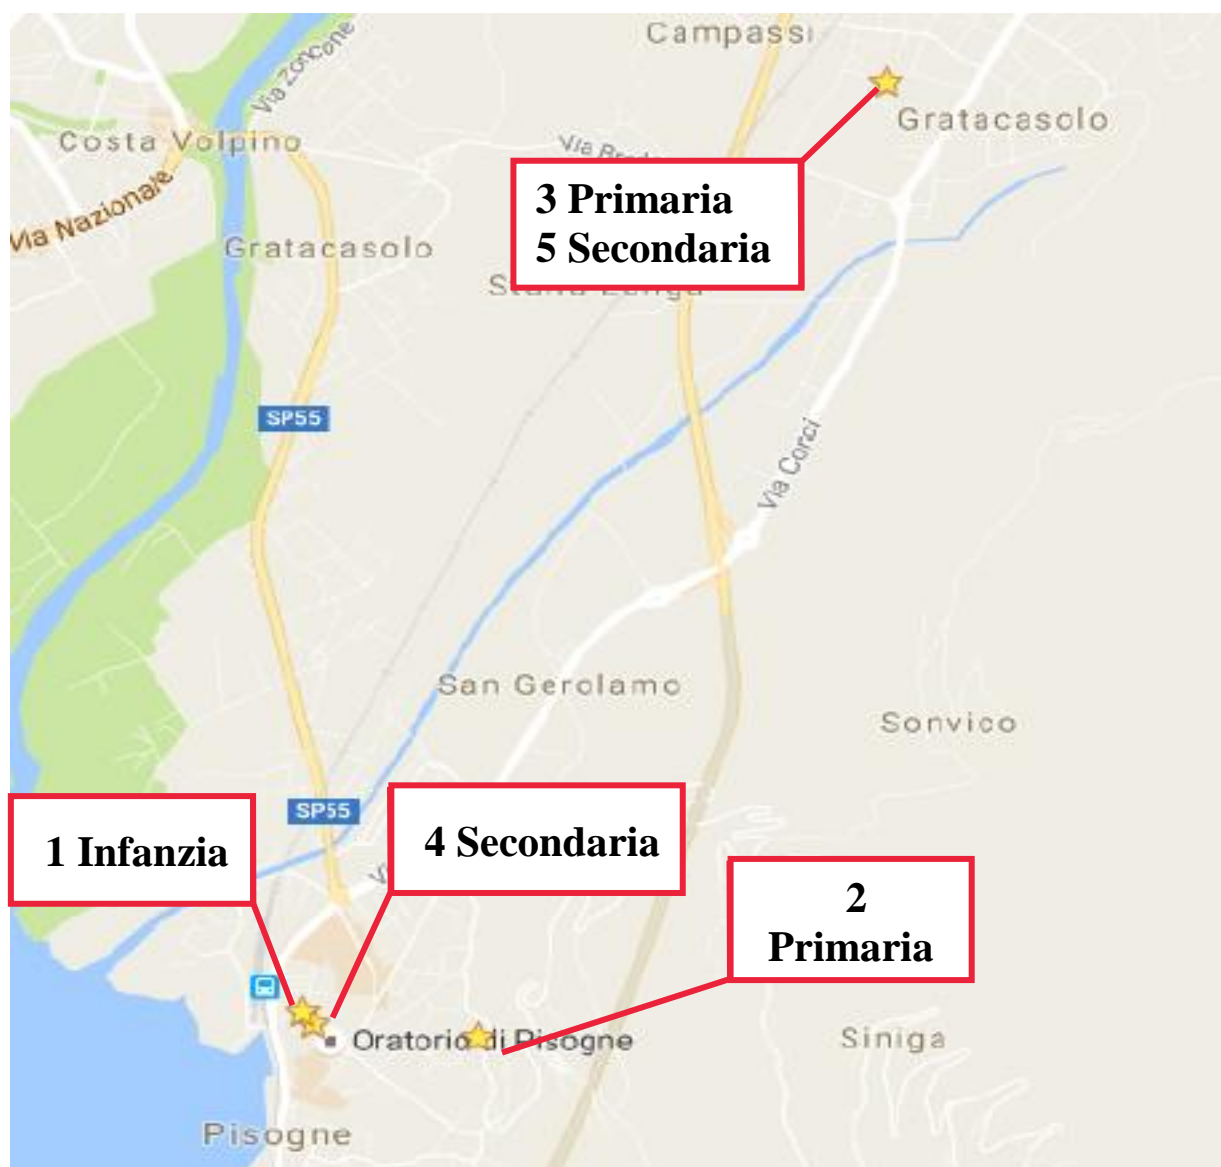 Campassi
Via Zoncone
Gratacasolo
Costa Volpino
Via
3 Primaria
5 Secondaria
Via Nazionale
Gratacasolo
SP55
Via Corci
San Gerolamo
Sonvico
SP55
1 Infanzia
4 Secondaria
2
Primaria
Oratorio di Pisogne
Siniga
Pisogne